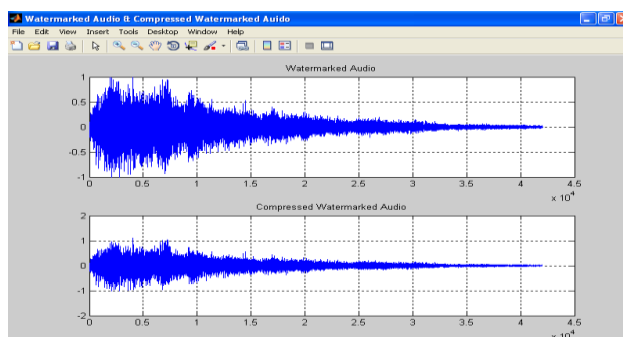 Watermarked Audio & Compressed Watermarked Auido
File Edit View Insert Tools Desktop Window Help
Watermarked Audio
1
0.5
0
-0.5
-1
0 0.5 1 1.5 2 2.5 3 3.5 4 4.5
x 10^4
Compressed Watermarked Audio
2
1
0
-1
-2
0 0.5 1 1.5 2 2.5 3 3.5 4 4.5
x 10^4